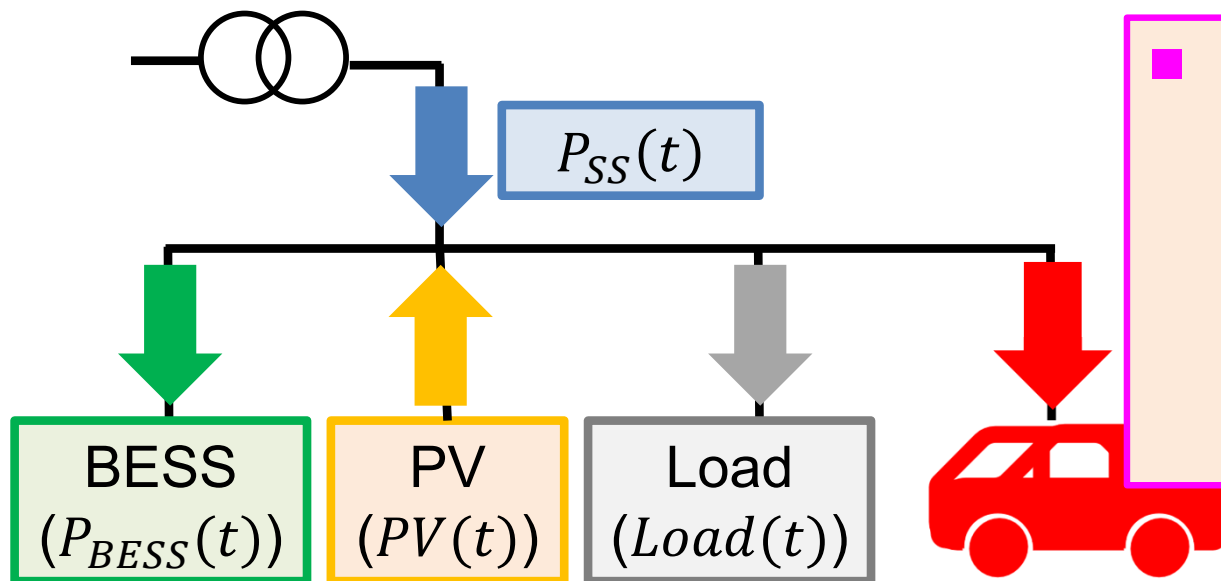 P_SS(t)
BESS
(P_BESS(t))
PV
(PV(t))
Load
(Load(t))